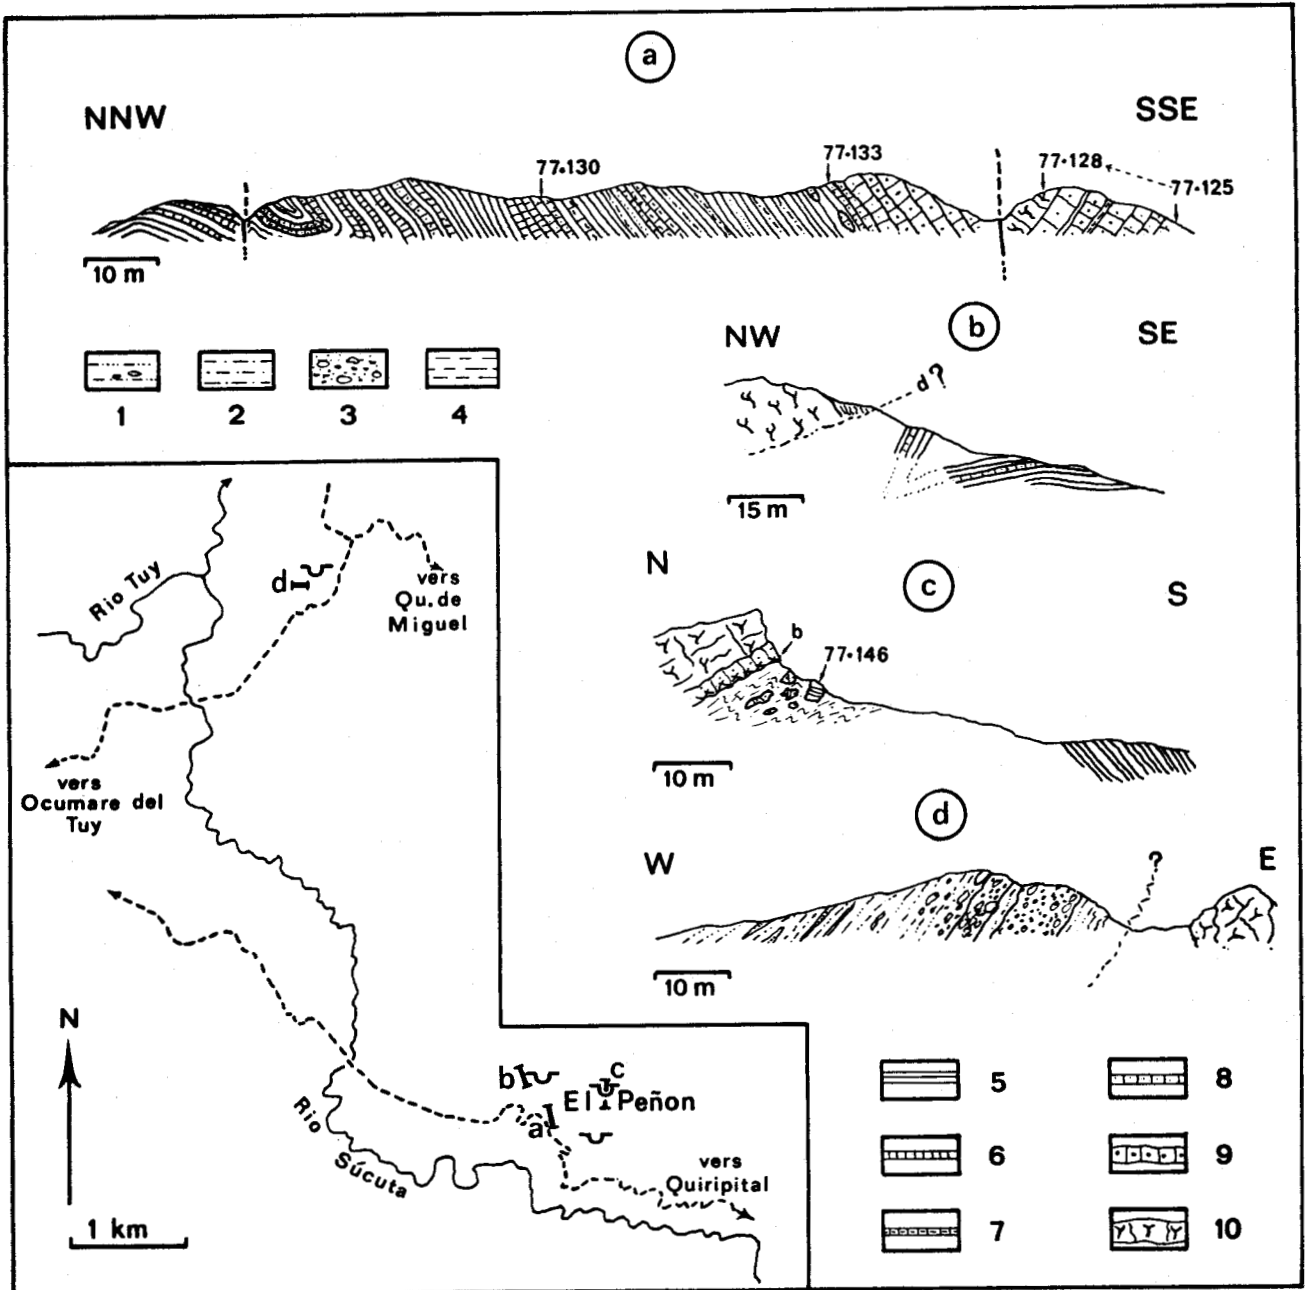 a
NNW
SSE
77·130
77·133
77·128
77·125
10 m
1
2
3
4
b
NW
SE
d?
15 m
c
N
S
b
77·146
10 m
d
W
E
?
10 m
Rio Tuy
d
vers
Qu. de
Miguel
vers
Ocumare del
Tuy
N
b
c
El Peñon
a
Rio
Súcuta
vers
Quiripital
1 km
5
6
7
8
9
10